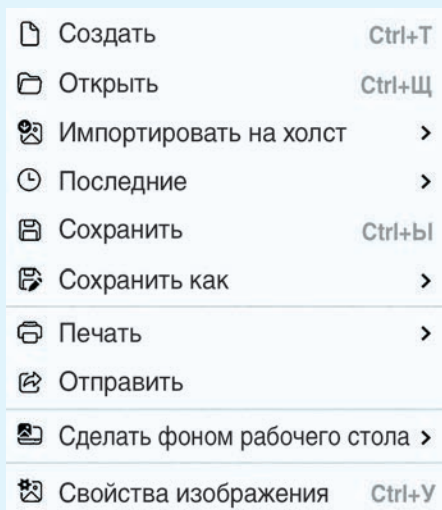 Создать Ctrl+Т
Открыть Ctrl+Щ
Импортировать на холст
Последние
Сохранить Ctrl+Ы
Сохранить как
Печать
Отправить
Сделать фоном рабочего стола
Свойства изображения Ctrl+У